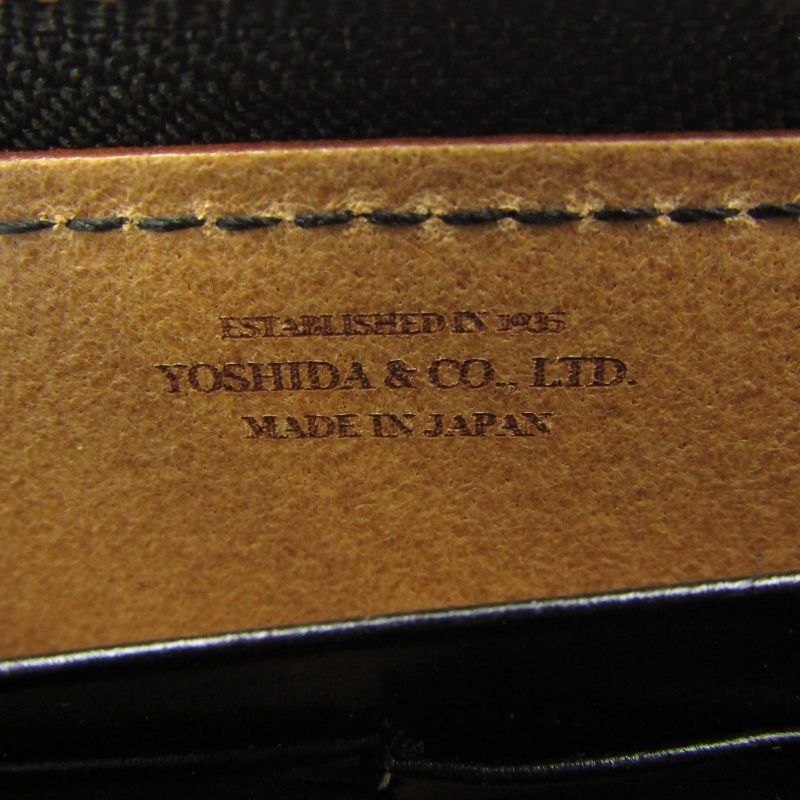 ESTABLISHED IN 1935
YOSHIDA & CO., LTD.
MADE IN JAPAN